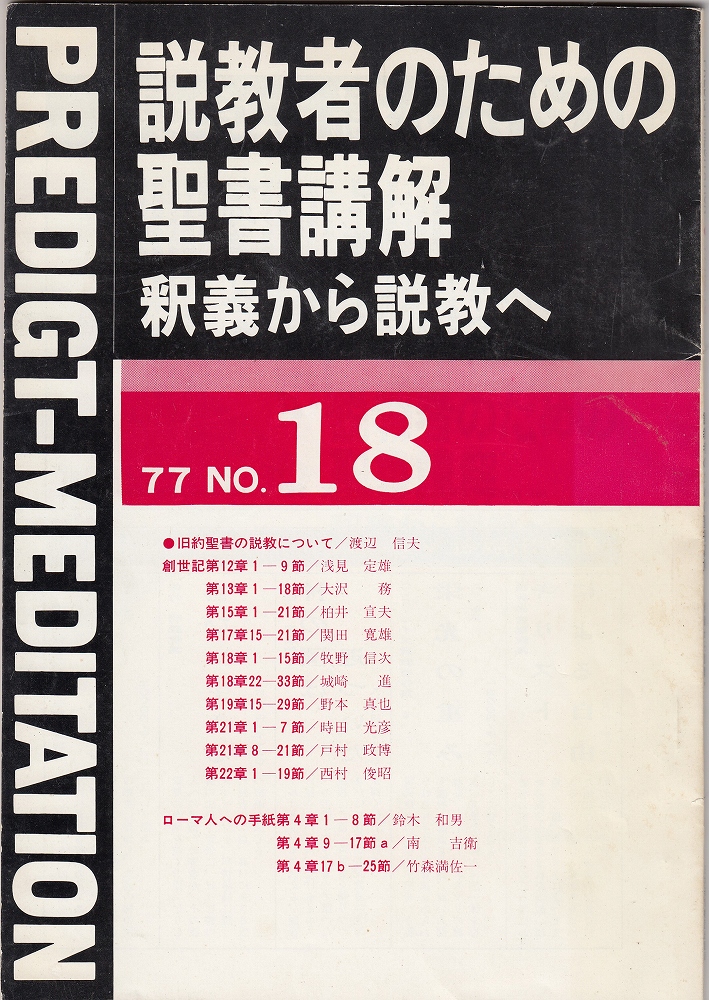 PREDIGT-MEDITATION
説教者のための
聖書講解
釈義から説教へ
77 NO. 18
●旧約聖書の説教について／渡辺 信夫
創世記第12章1—9節／浅見 定雄
第13章1—18節／大沢 務
第15章1—21節／柏井 宣夫
第17章15—21節／関田 寛雄
第18章1—15節／牧野 信次
第18章22—33節／城崎 進
第19章15—29節／野本 真也
第21章1—7節／時田 光彦
第21章8—21節／戸村 政博
第22章1—19節／西村 俊昭
ローマ人への手紙第4章1—8節／鈴木 和男
第4章9—17節a／南 吉衛
第4章17b—25節／竹森満佐一